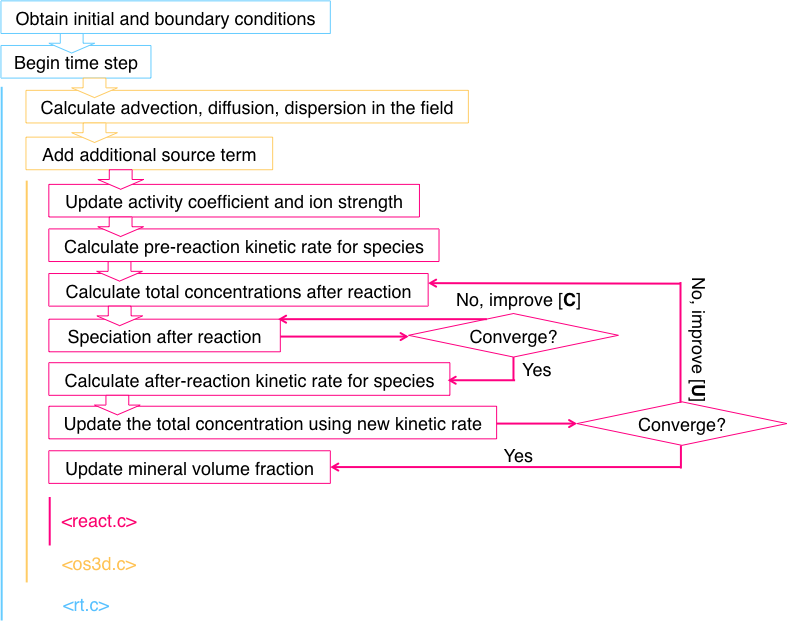 Obtain initial and boundary conditions
Begin time step
Calculate advection, diffusion, dispersion in the field
Add additional source term
Update activity coefficient and ion strength
Calculate pre-reaction kinetic rate for species
Calculate total concentrations after reaction
No, improve [C]
No, improve [U]
Speciation after reaction
Converge?
Yes
Calculate after-reaction kinetic rate for species
Update the total concentration using new kinetic rate
Converge?
Yes
Update mineral volume fraction
<react.c>
<os3d.c>
<rt.c>